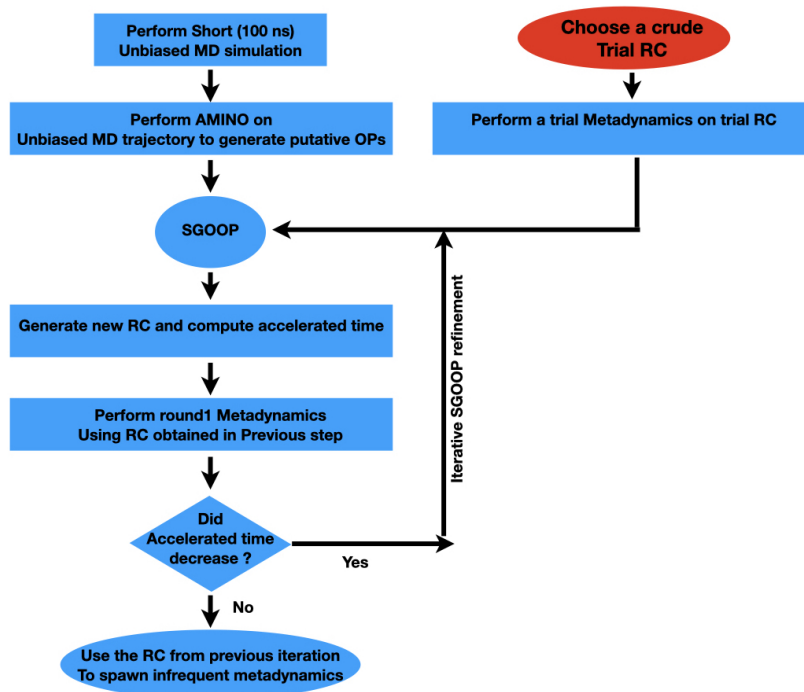 Perform Short (100 ns)
Unbiased MD simulation
Choose a crude
Trial RC
Perform AMINO on
Unbiased MD trajectory to generate putative OPs
Perform a trial Metadynamics on trial RC
SGOOP
Generate new RC and compute accelerated time
Perform round1 Metadynamics
Using RC obtained in Previous step
Iterative SGOOP refinement
Did
Accelerated time
decrease ?
Yes
No
Use the RC from previous iteration
To spawn infrequent metadynamics